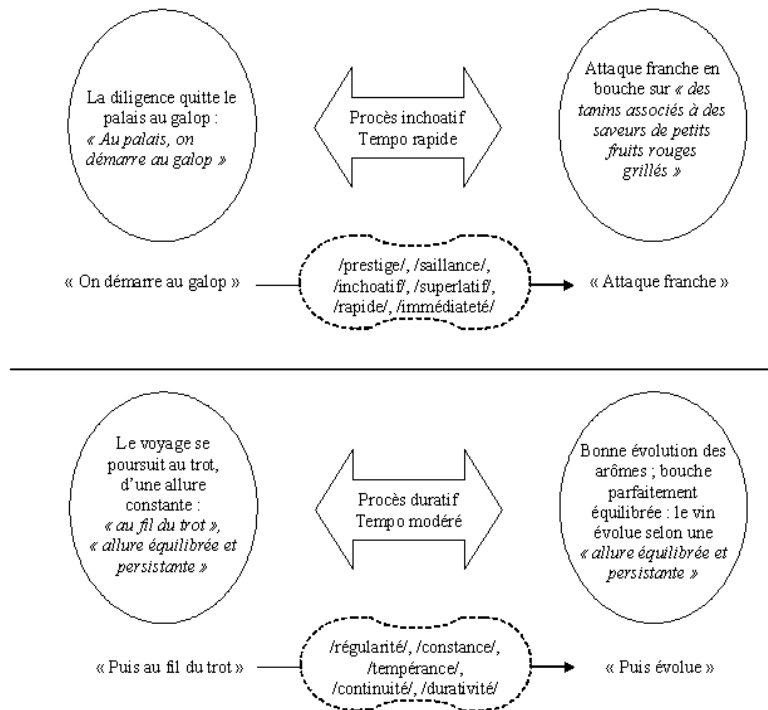 La diligence quitte le
palais au galop :
« Au palais, on
démarre au galop »
Procès inchoatif
Tempo rapide
Attaque franche en
bouche sur « des
tanins associés à des
saveurs de petits
fruits rouges
grillés »
« On démarre au galop »
/prestige/, /saillance/,
/inchoatif/, /superlatif/,
/rapide/, /immédiateté/
« Attaque franche »
Le voyage se
poursuit au trot,
d'une allure
constante :
« au fil du trot »,
« allure équilibrée et
persistante »
Procès duratif
Tempo modéré
Bonne évolution des
arômes ; bouche
parfaitement
équilibrée : le vin
évolue selon une
« allure équilibrée et
persistante »
« Puis au fil du trot »
/régularité/, /constance/,
/tempérance/,
/continuité/, /durativité/
« Puis évolue »